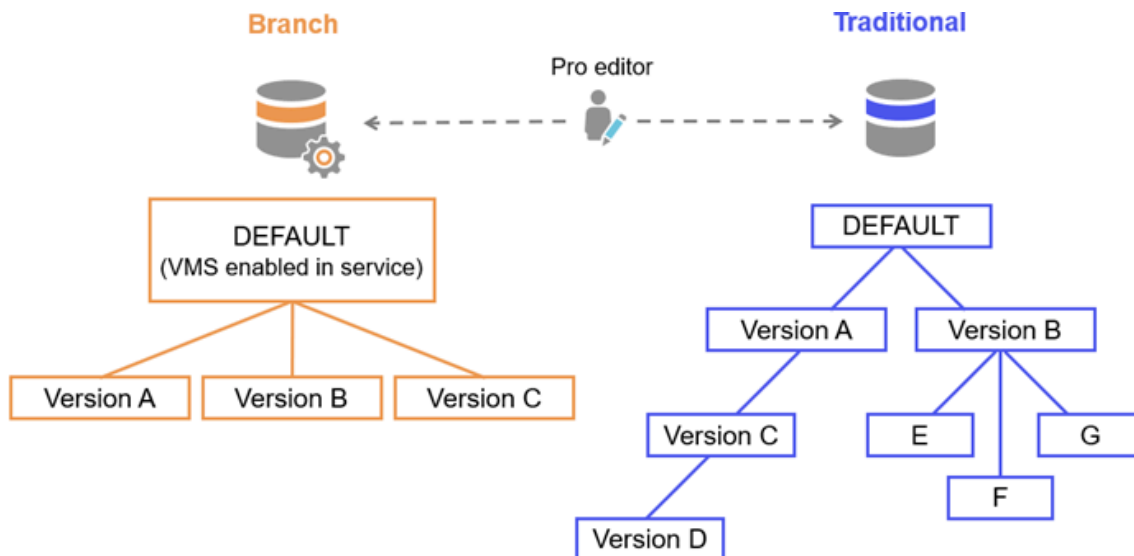 Branch
Traditional
Pro editor
DEFAULT
(VMS enabled in service)
Version A
Version B
Version C
DEFAULT
Version A
Version B
Version C
E
G
F
Version D